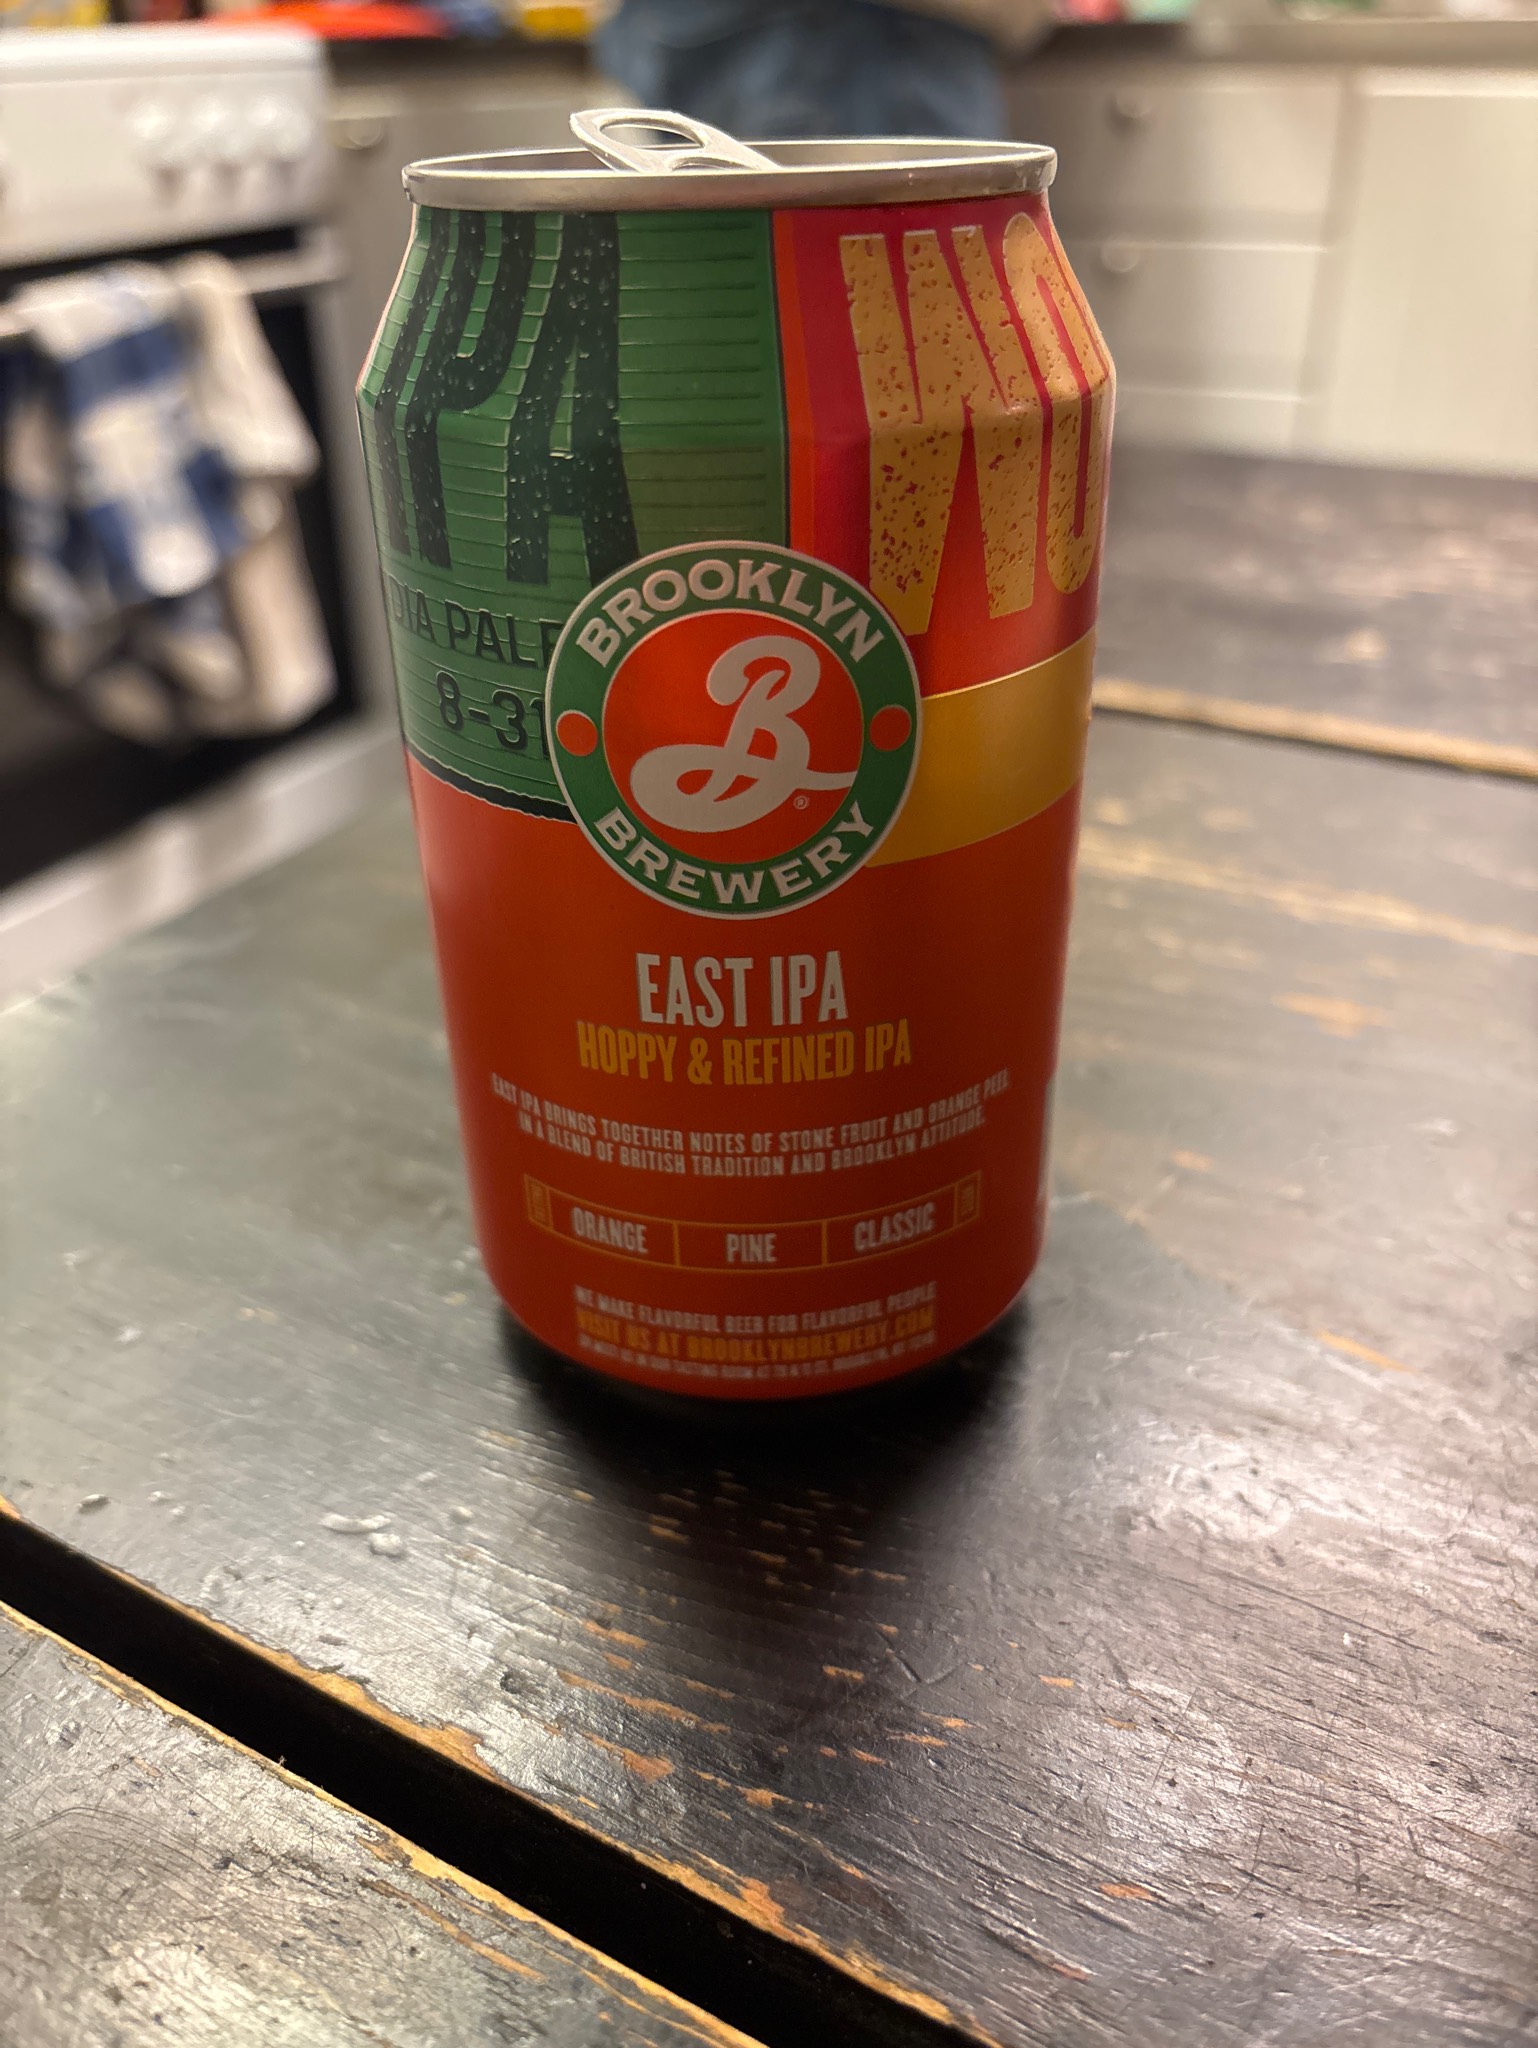 IPA
WO
DIA PALE
8-31
BROOKLYN
B
®
BREWERY
EAST IPA
HOPPY & REFINED IPA
EAST IPA BRINGS TOGETHER NOTES OF STONE FRUIT AND ORANGE PEEL
IN A BLEND OF BRITISH TRADITION AND BROOKLYN ATTITUDE.
ORANGE PINE CLASSIC
WE MAKE FLAVORFUL BEER FOR FLAVORFUL PEOPLE
VISIT US AT BROOKLYNBREWERY.COM